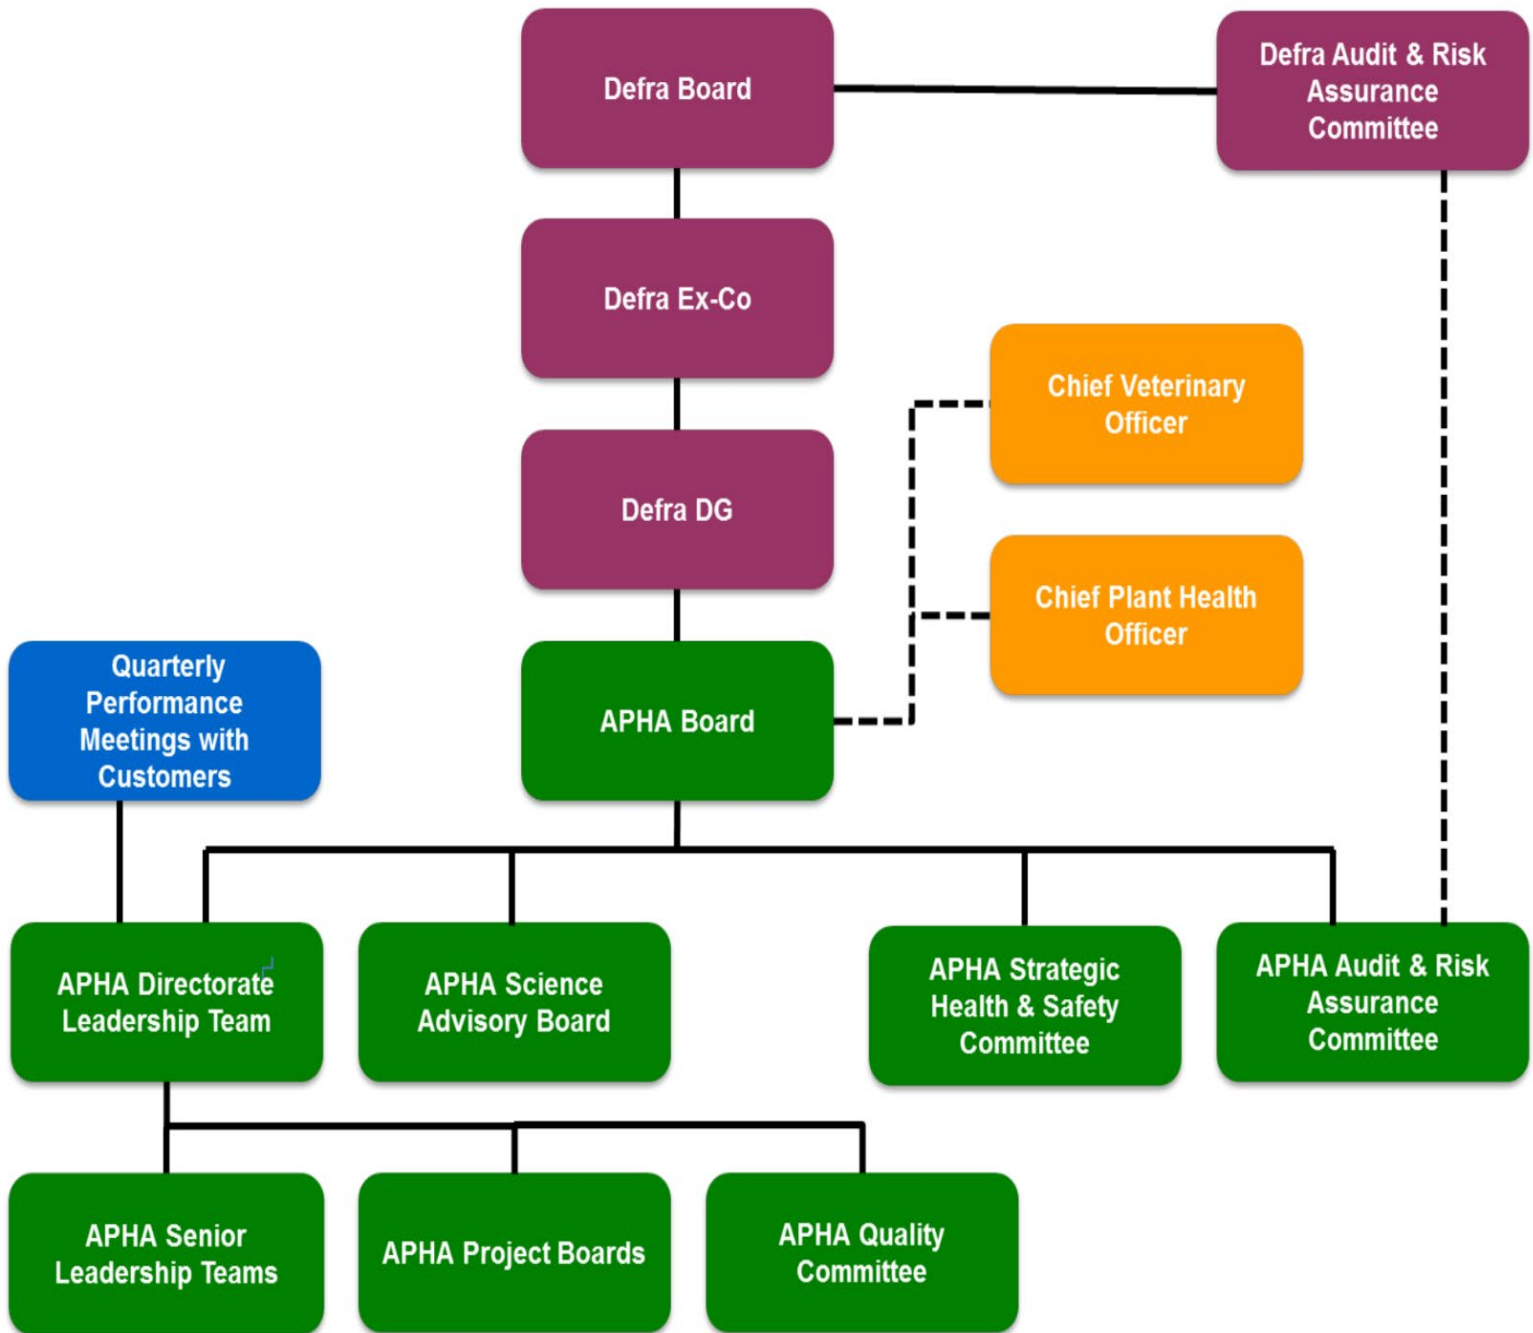 Defra Board
Defra Audit & Risk
Assurance
Committee
Defra Ex-Co
Chief Veterinary
Officer
Defra DG
Chief Plant Health
Officer
Quarterly
Performance
Meetings with
Customers
APHA Board
APHA Directorate
Leadership Team
APHA Science
Advisory Board
APHA Strategic
Health & Safety
Committee
APHA Audit & Risk
Assurance
Committee
APHA Senior
Leadership Teams
APHA Project Boards
APHA Quality
Committee